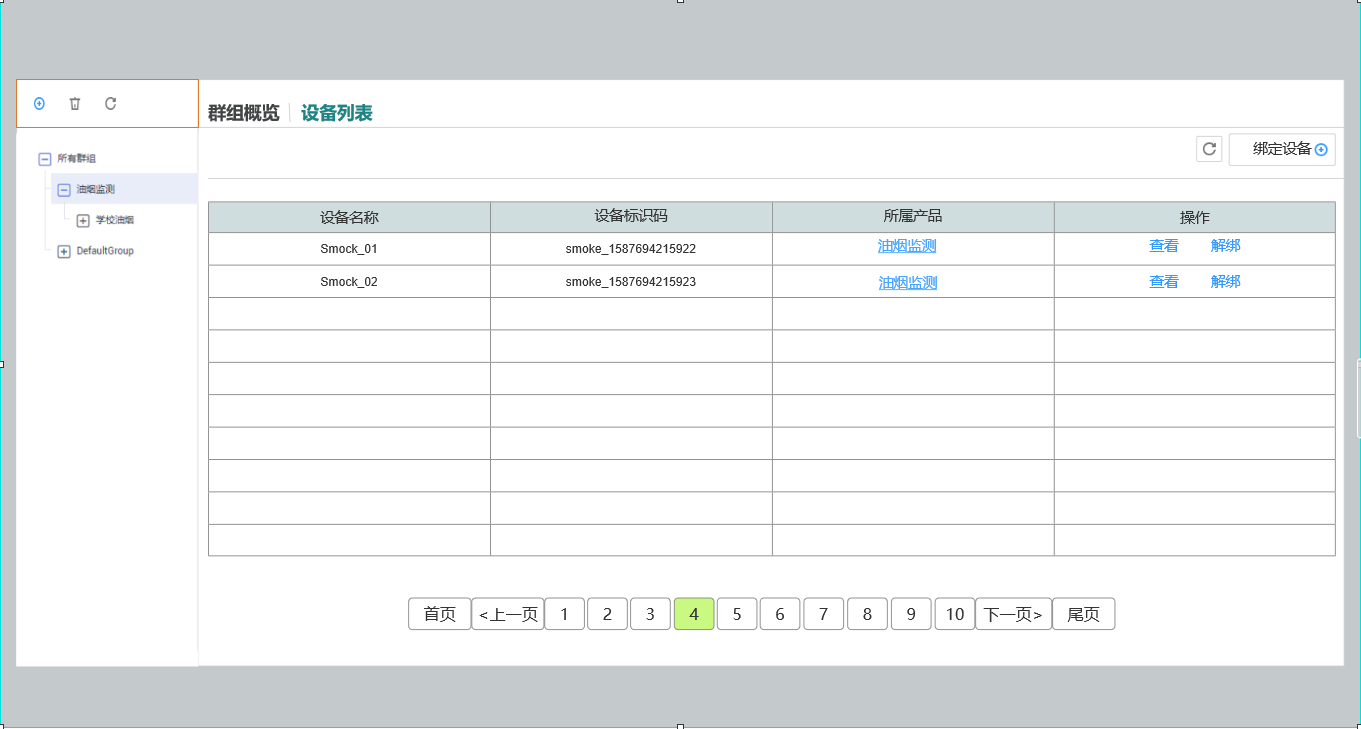 群组概览 设备列表
绑定设备
所有群组
油烟监测
学校油烟
DefaultGroup
设备名称 设备标识码 所属产品 操作
Smock_01 smoke_1587694215922 油烟监测 查看 解绑
Smock_02 smoke_1587694215923 油烟监测 查看 解绑
首页 <上一页 1 2 3 4 5 6 7 8 9 10 下一页> 尾页